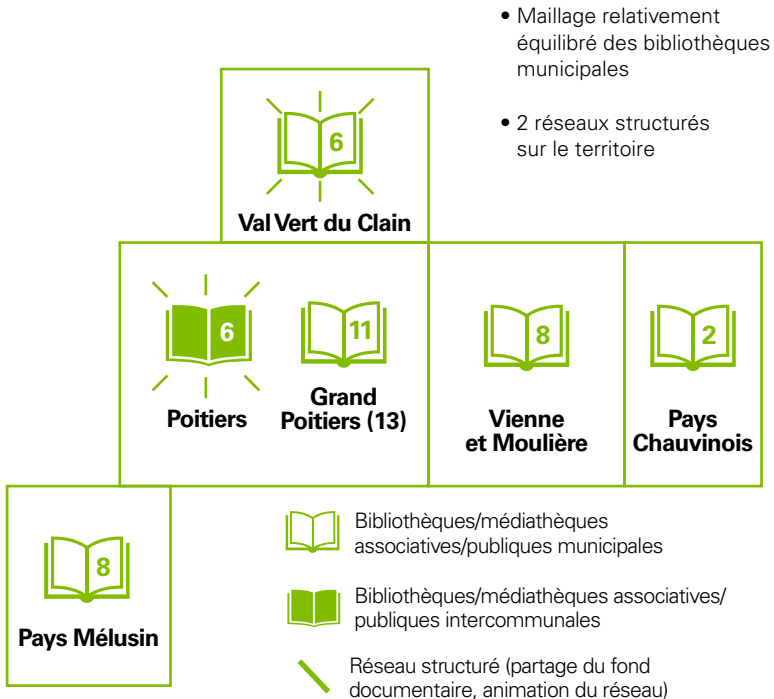 • Maillage relativement
équilibré des bibliothèques
municipales
• 2 réseaux structurés
sur le territoire
6
Val Vert du Clain
6
Poitiers
11
Grand
Poitiers (13)
8
Vienne
et Moulière
2
Pays
Chauvinois
8
Pays Mélusin
Bibliothèques/médiathèques
associatives/publiques municipales
Bibliothèques/médiathèques associatives/
publiques intercommunales
Réseau structuré (partage du fond
documentaire, animation du réseau)